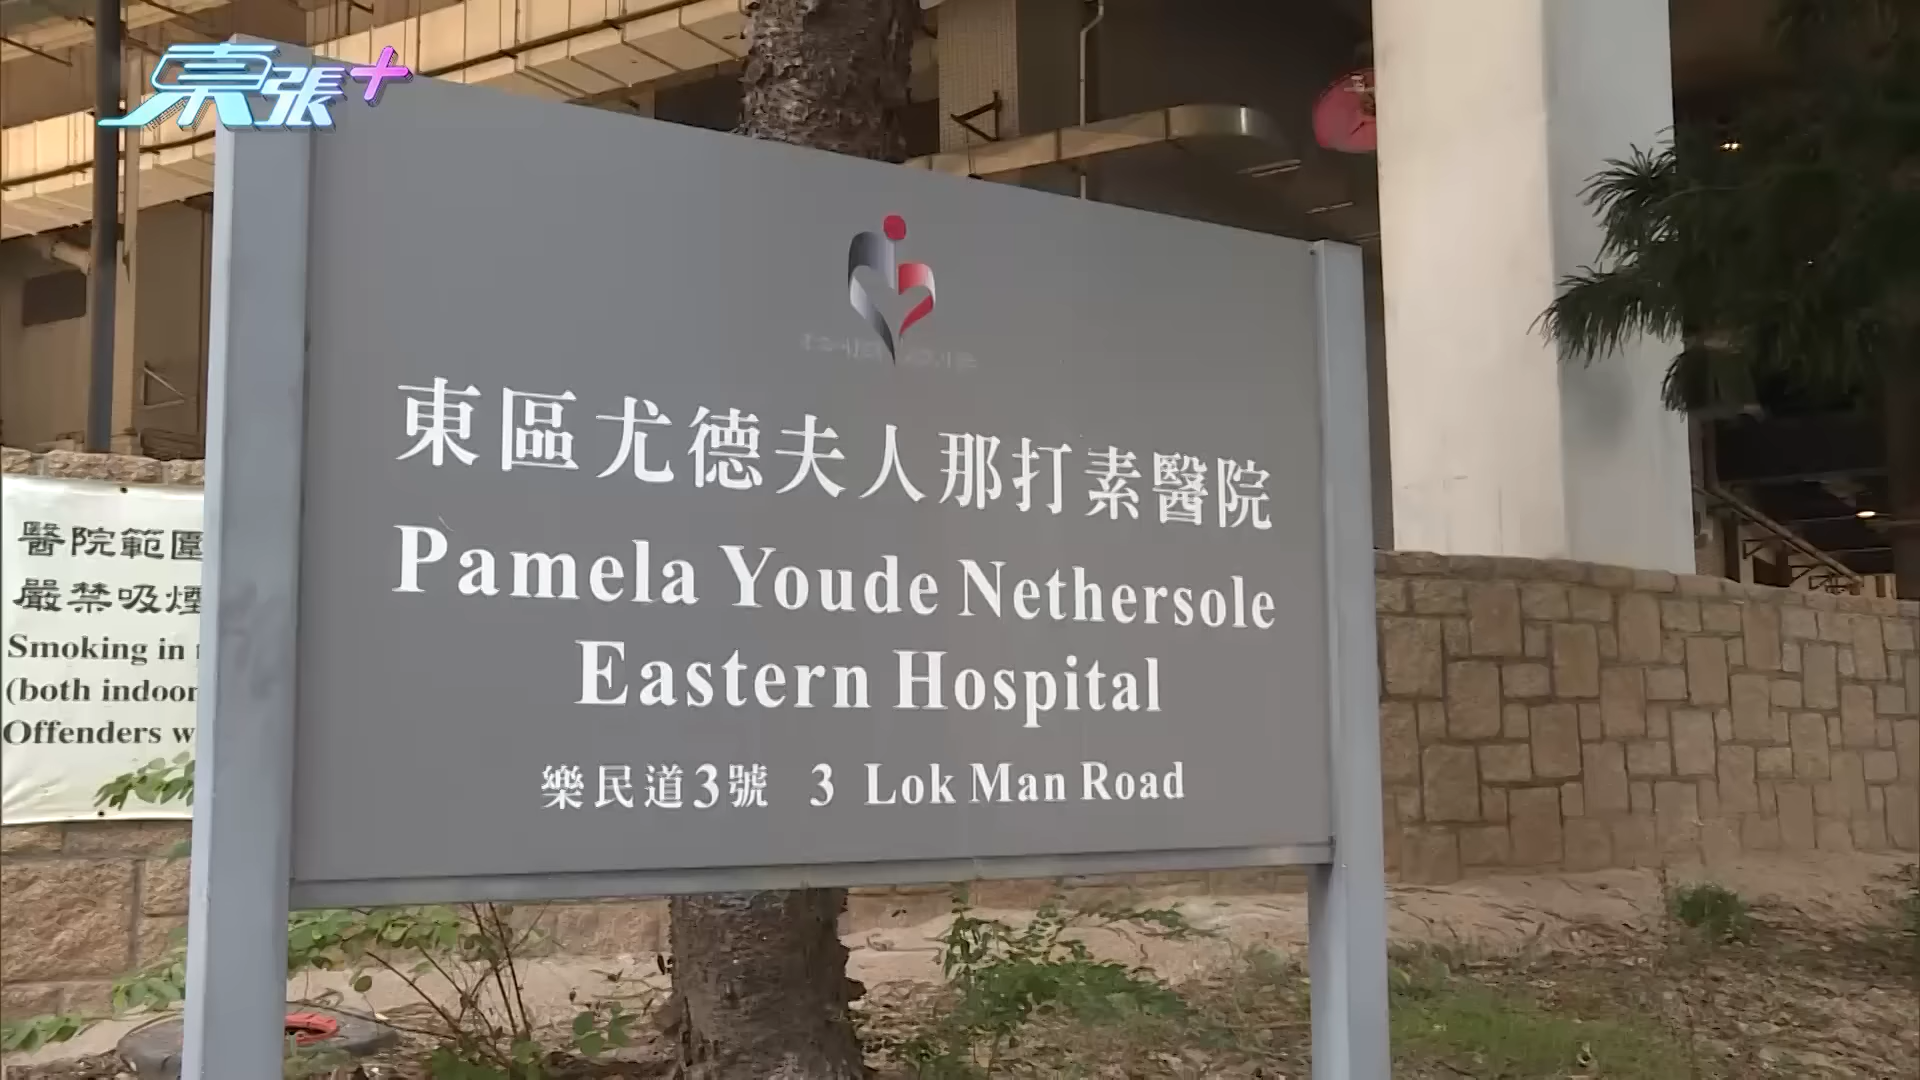 東張+
東區尤德夫人那打素醫院
Pamela Youde Nethersole
Eastern Hospital
樂民道3號 3 Lok Man Road
醫院範圍
嚴禁吸煙
Smoking in
(both indoor
Offenders w